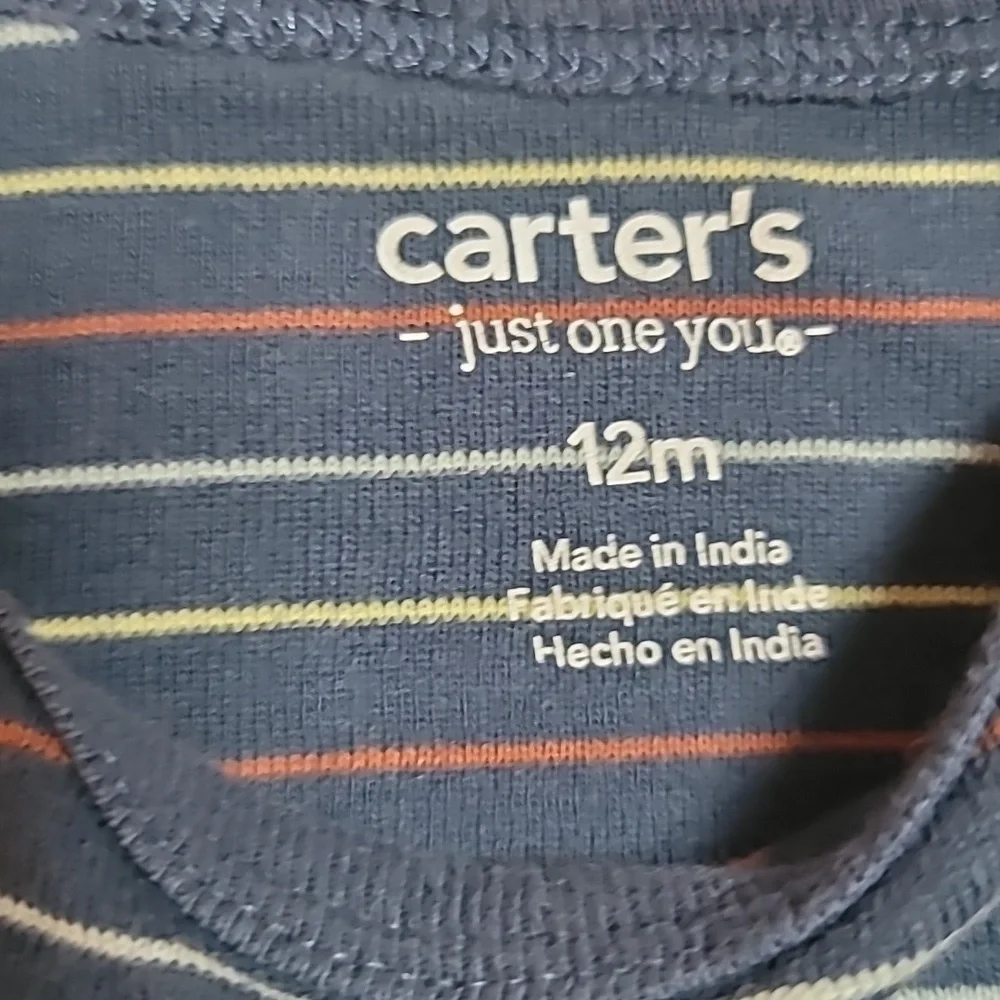 carter's
- just one you®-
12m
Made in India
Fabriqué en Inde
Hecho en India